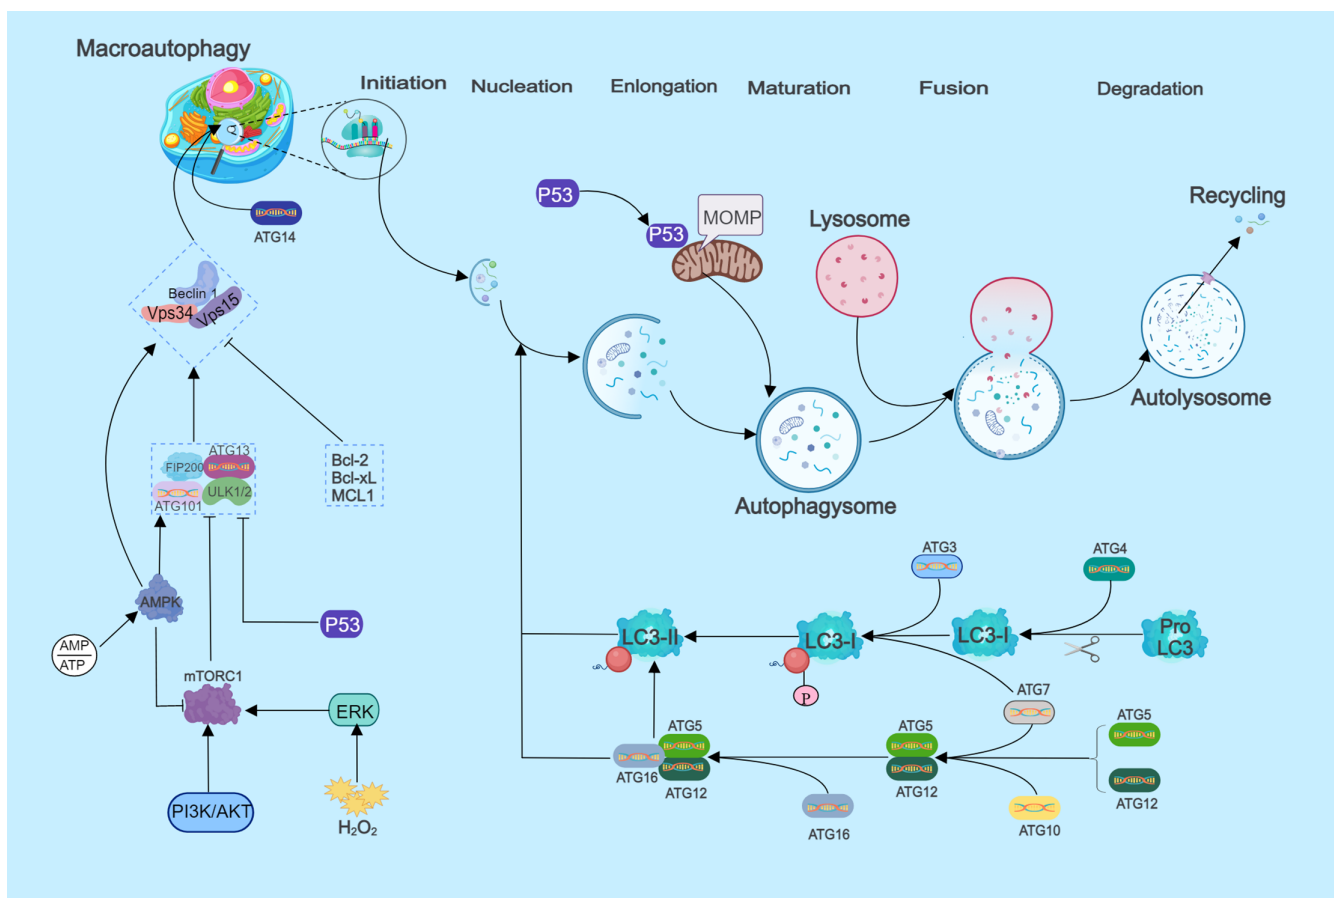 Macroautophagy
Initiation
Nucleation
Enlongation
Maturation
Fusion
Degradation
Recycling
P53
P53
MOMP
Lysosome
ATG14
Beclin 1
Vps34
Vps15
Autolysosome
Autophagysome
Bcl-2
Bcl-xL
MCL1
ATG13
FIP200
ULK1/2
ATG101
AMPK
AMP
ATP
P53
mTORC1
ERK
PI3K/AKT
H₂O₂
ATG3
ATG4
LC3-II
LC3-I
LC3-I
Pro
LC3
P
ATG7
ATG5
ATG16
ATG12
ATG5
ATG12
ATG5
ATG12
ATG16
ATG10